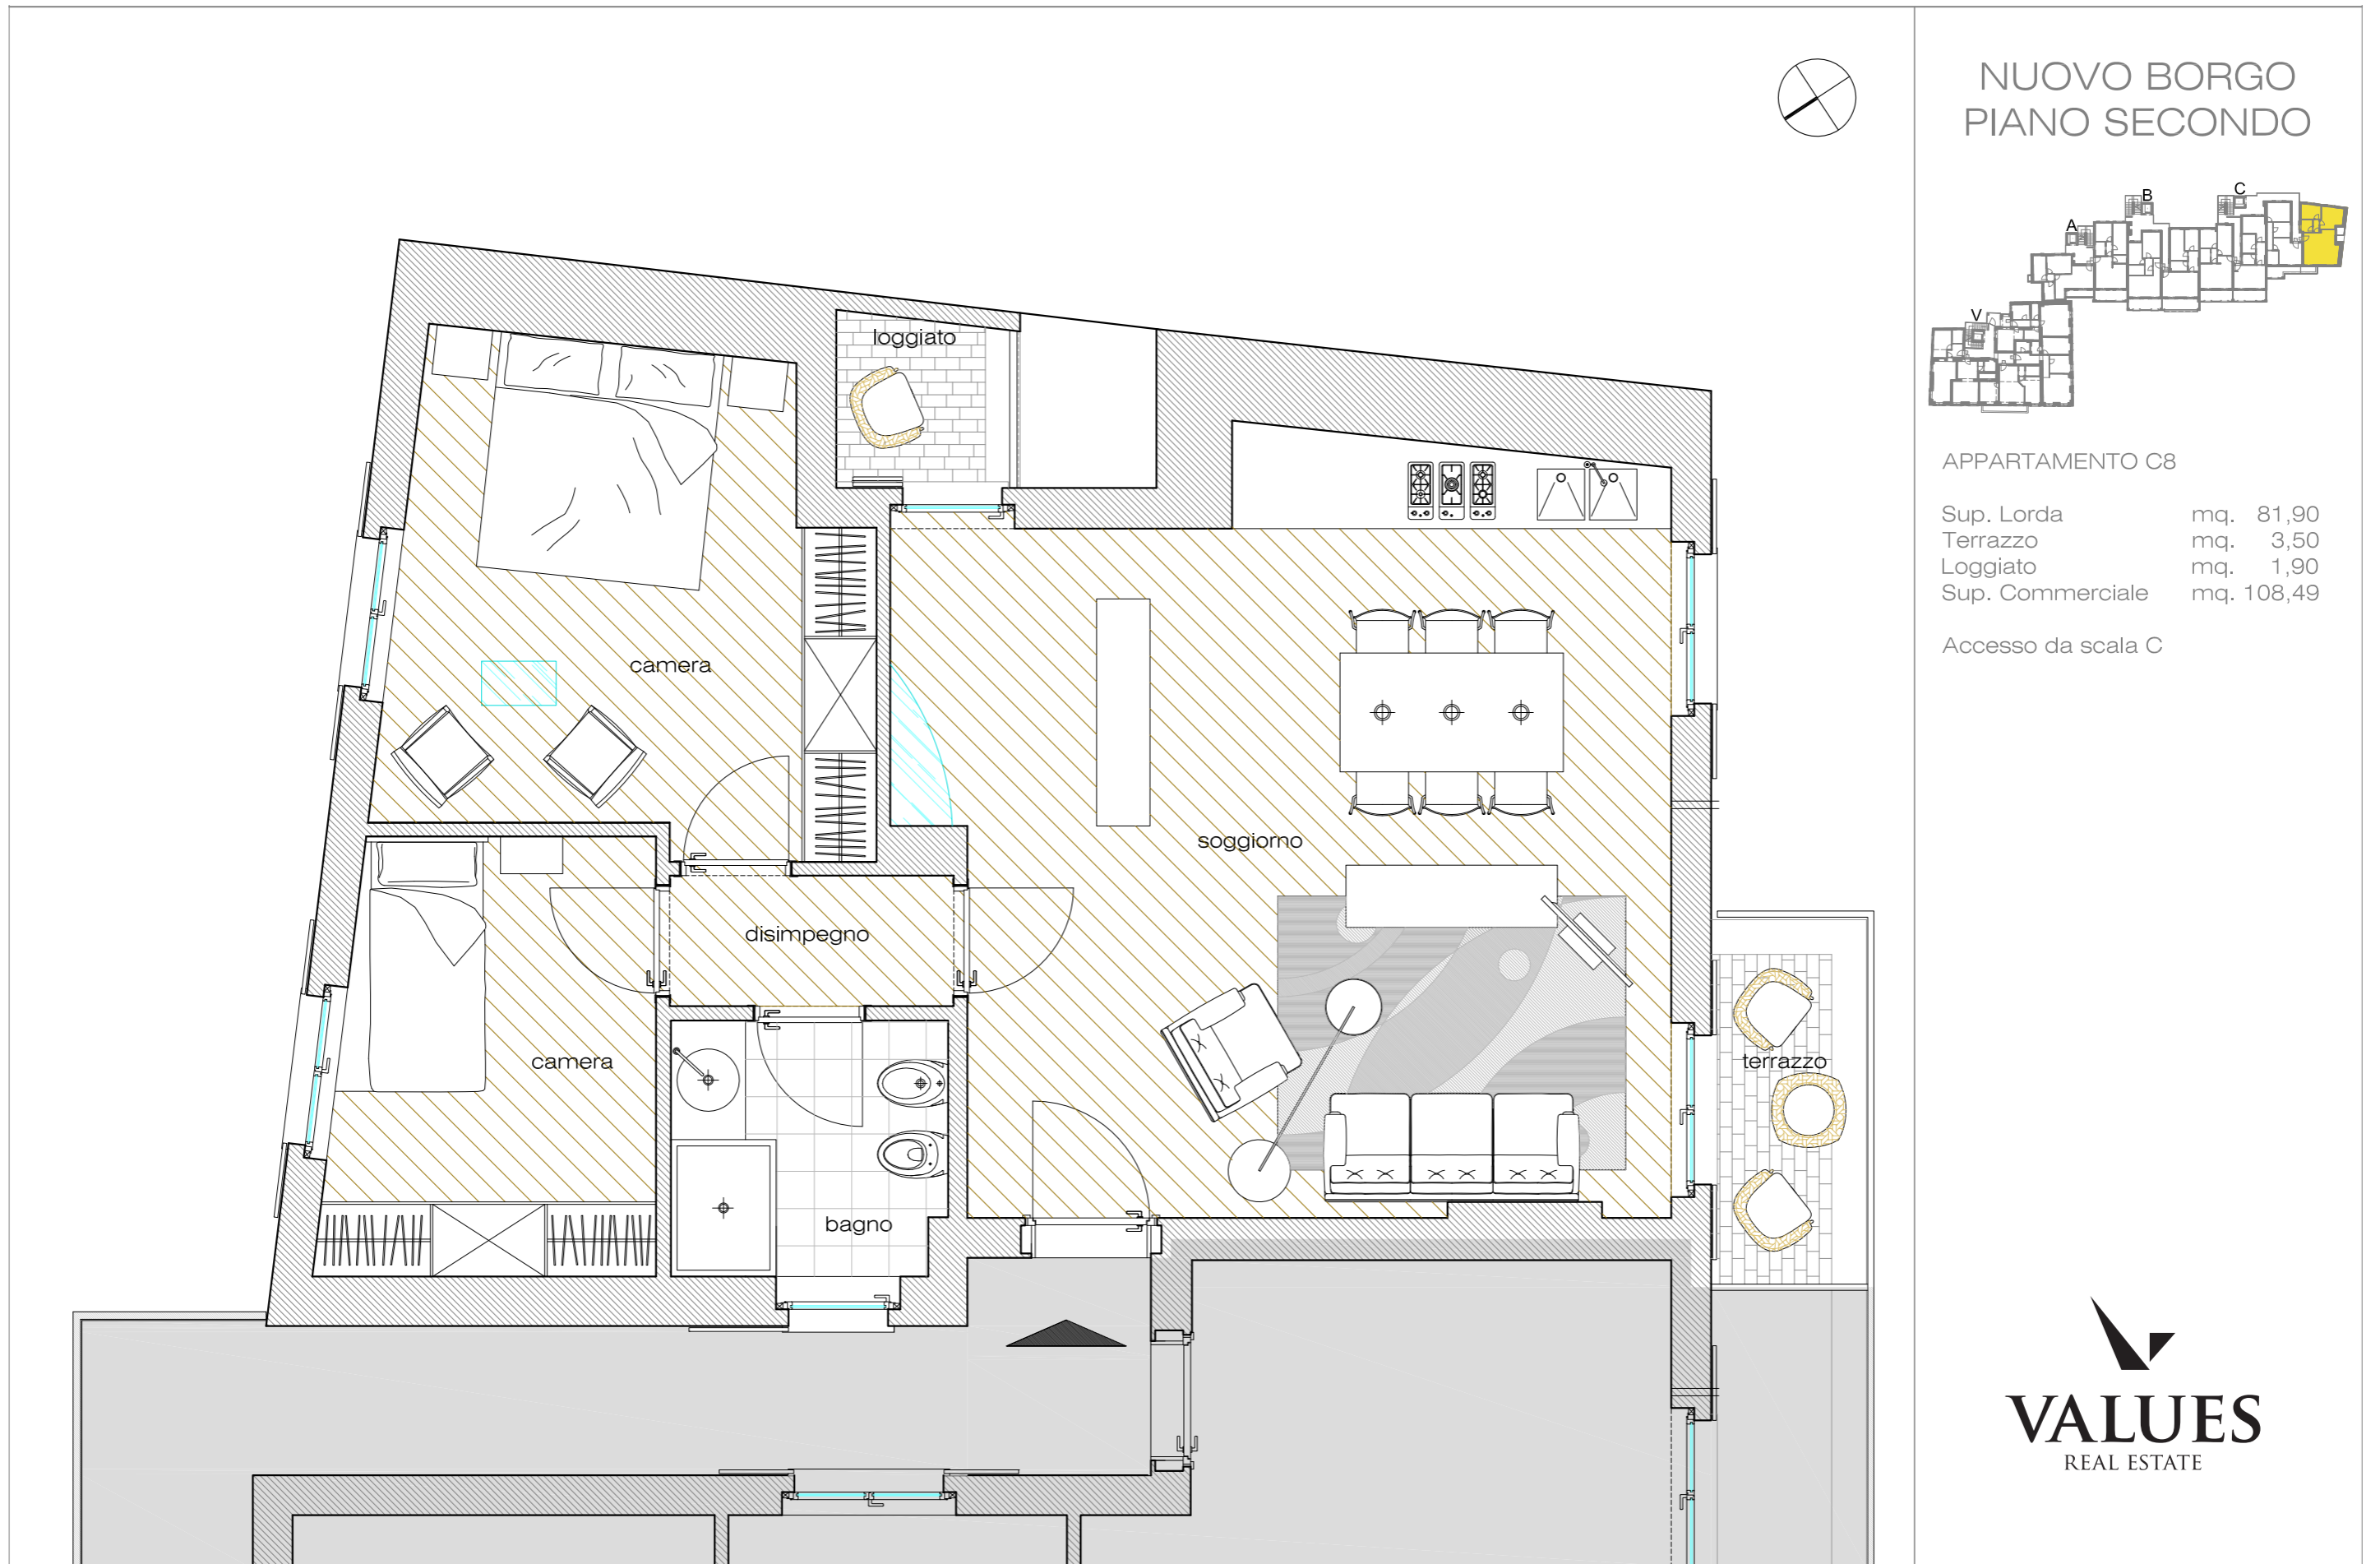 NUOVO BORGO
PIANO SECONDO
B
C
A
V
APPARTAMENTO C8
Sup. Lorda mq. 81,90
Terrazzo mq. 3,50
Loggiato mq. 1,90
Sup. Commerciale mq. 108,49
Accesso da scala C
loggiato
camera
soggiorno
disimpegno
camera
terrazzo
bagno
VALUES
REAL ESTATE